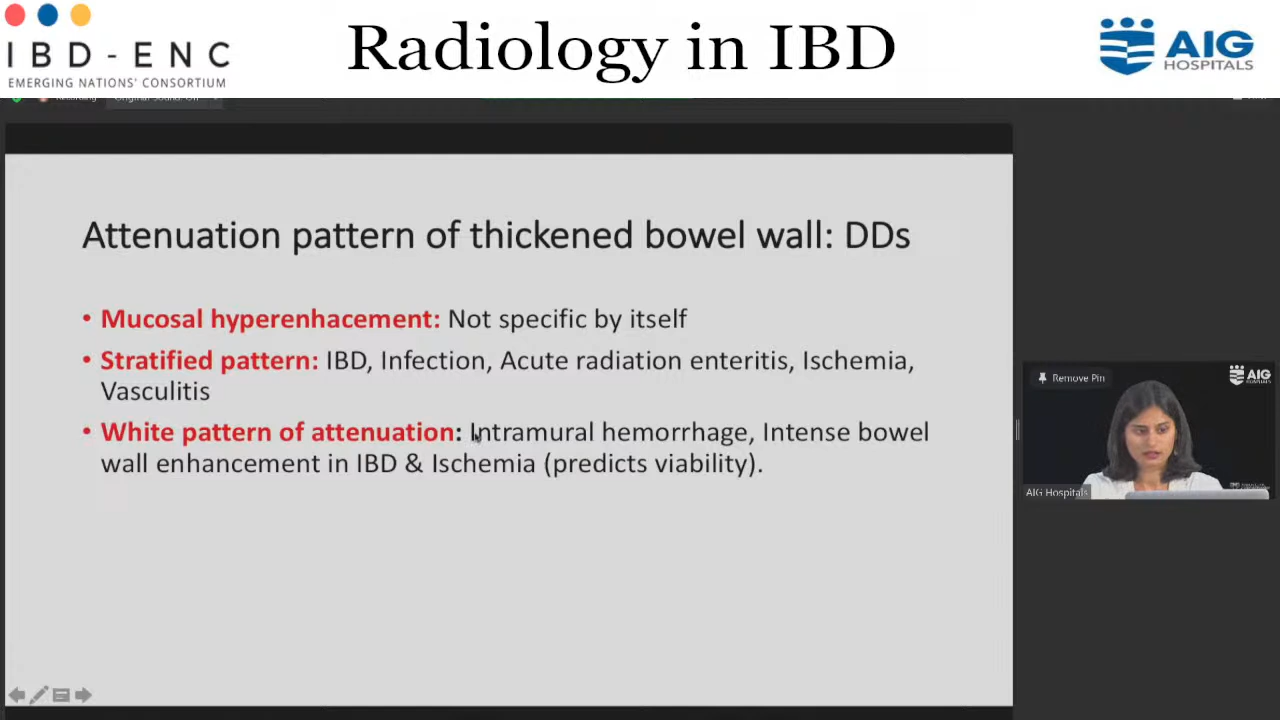 IBD-ENC
EMERGING NATIONS' CONSORTIUM
Radiology in IBD
AIG
HOSPITALS
Attenuation pattern of thickened bowel wall: DDs
• Mucosal hyperenhacement: Not specific by itself
• Stratified pattern: IBD, Infection, Acute radiation enteritis, Ischemia,
Vasculitis
• White pattern of attenuation: Intramural hemorrhage, Intense bowel
wall enhancement in IBD & Ischemia (predicts viability).
Remove Pin
AIG
HOSPITALS
AIG Hospitals